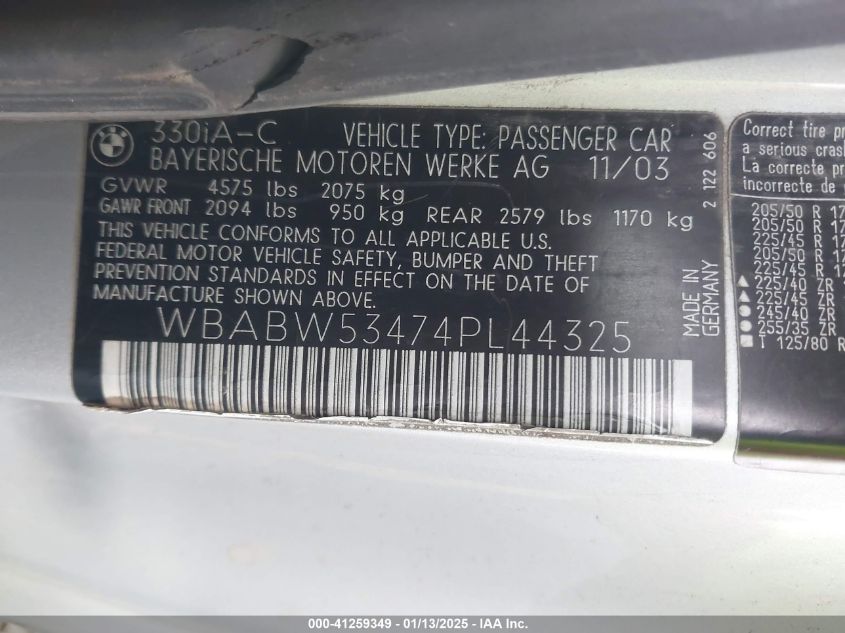 BMW
330iA-C VEHICLE TYPE: PASSENGER CAR
BAYERISCHE MOTOREN WERKE AG 11/03
GVWR 4575 lbs 2075 kg
GAWR FRONT 2094 lbs 950 kg REAR 2579 lbs 1170 kg
THIS VEHICLE CONFORMS TO ALL APPLICABLE U.S.
FEDERAL MOTOR VEHICLE SAFETY, BUMPER AND THEFT
PREVENTION STANDARDS IN EFFECT ON THE DATE OF
MANUFACTURE SHOWN ABOVE.
WBABW53474PL44325
2 122 606
MADE IN
GERMANY
Correct tire
a serious
La correcte
incorrecte de
205/50 R
205/50 R
225/45 R
205/50 R
225/45 R
225/40 ZR
225/45 ZR
245/40 ZR
255/35 ZR
T 125/80 R
000-41259349 - 01/13/2025 - IAA Inc.